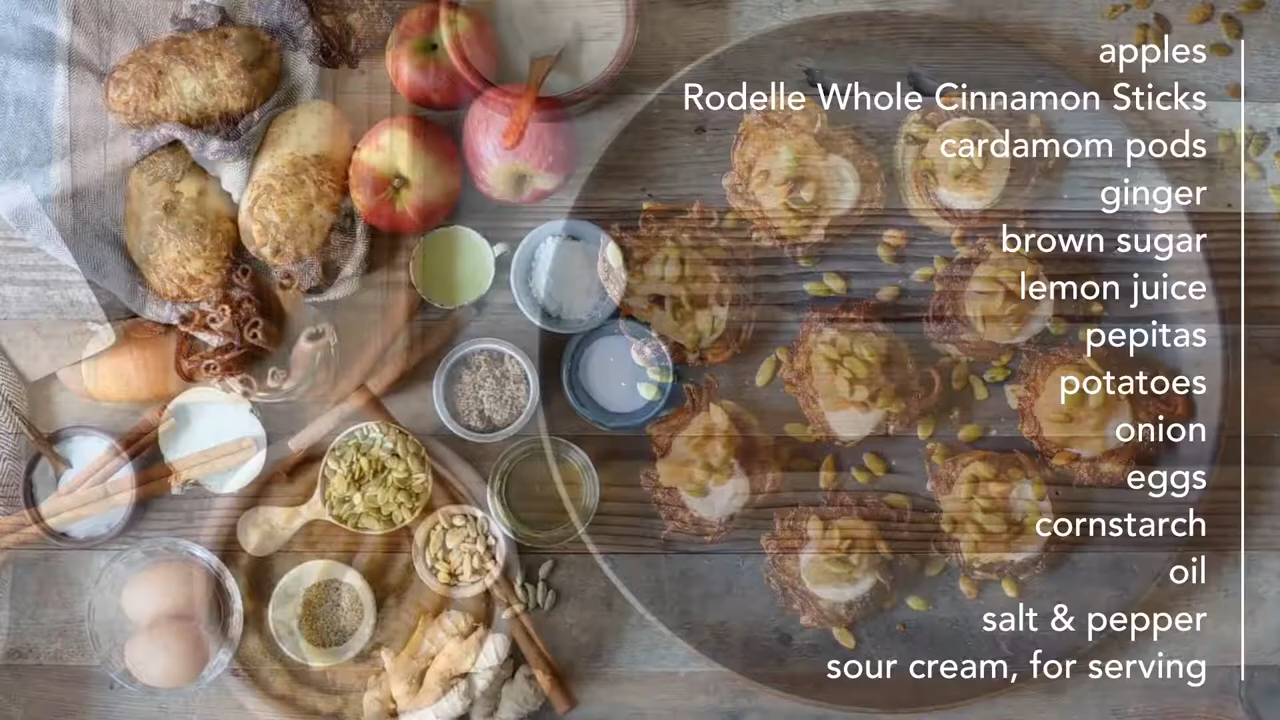 apples
Rodelle Whole Cinnamon Sticks
cardamom pods
ginger
brown sugar
lemon juice
pepitas
potatoes
onion
eggs
cornstarch
oil
salt & pepper
sour cream, for serving